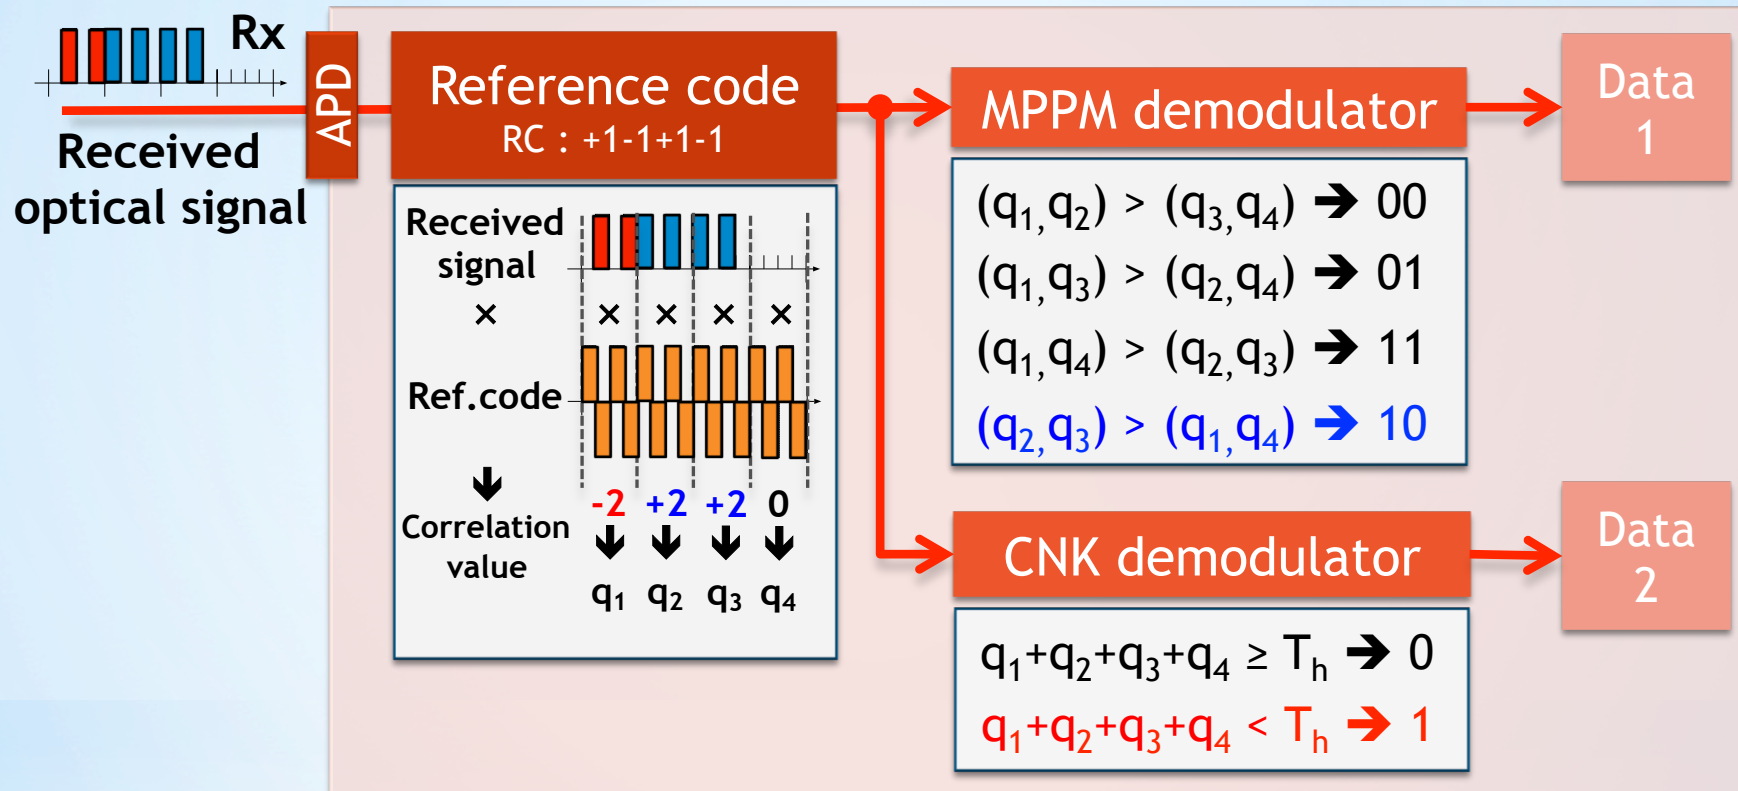 Rx
Received
optical signal
APD
Reference code
RC : +1-1+1-1
Received
signal
×
× × × ×
Ref.code
Correlation
value
-2 +2 +2 0
q1 q2 q3 q4
MPPM demodulator
(q1,q2) > (q3,q4) ➔ 00
(q1,q3) > (q2,q4) ➔ 01
(q1,q4) > (q2,q3) ➔ 11
(q2,q3) > (q1,q4) ➔ 10
Data
1
CNK demodulator
q1+q2+q3+q4 ≥ Th ➔ 0
q1+q2+q3+q4 < Th ➔ 1
Data
2